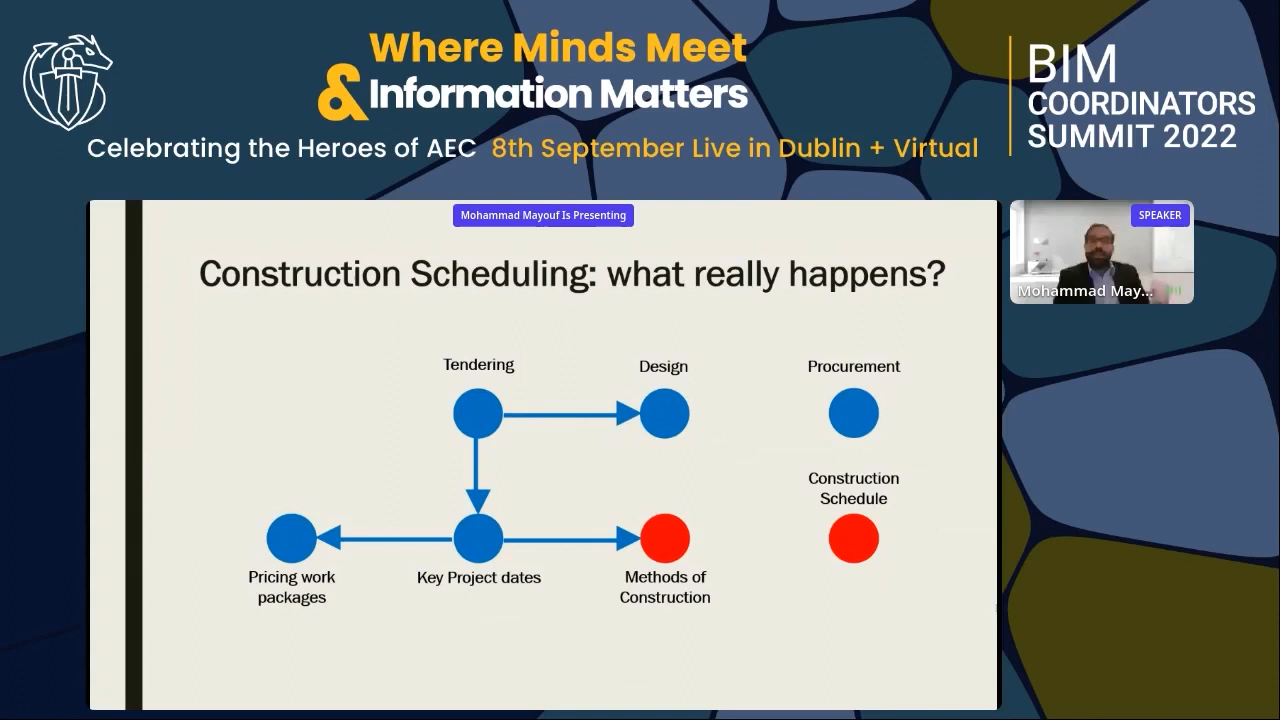 Where Minds Meet
& Information Matters
Celebrating the Heroes of AEC 8th September Live in Dublin + Virtual
BIM
COORDINATORS
SUMMIT 2022
Mohammad Mayouf Is Presenting
SPEAKER
Mohammad May...
Construction Scheduling: what really happens?
Tendering
Design
Procurement
Construction
Schedule
Pricing work
packages
Key Project dates
Methods of
Construction